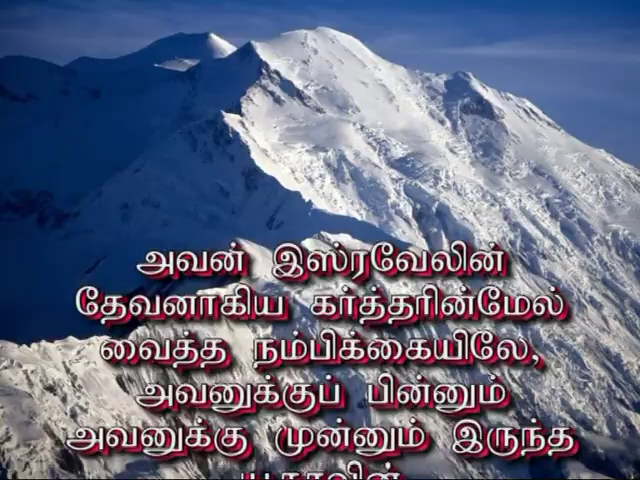 அவன் இஸ்ரவேலின்
தேவனாகிய கர்த்தரின்மேல்
வைத்த நம்பிக்கையிலே,
அவனுக்குப் பின்னும்
அவனுக்கு முன்னும் இருந்த